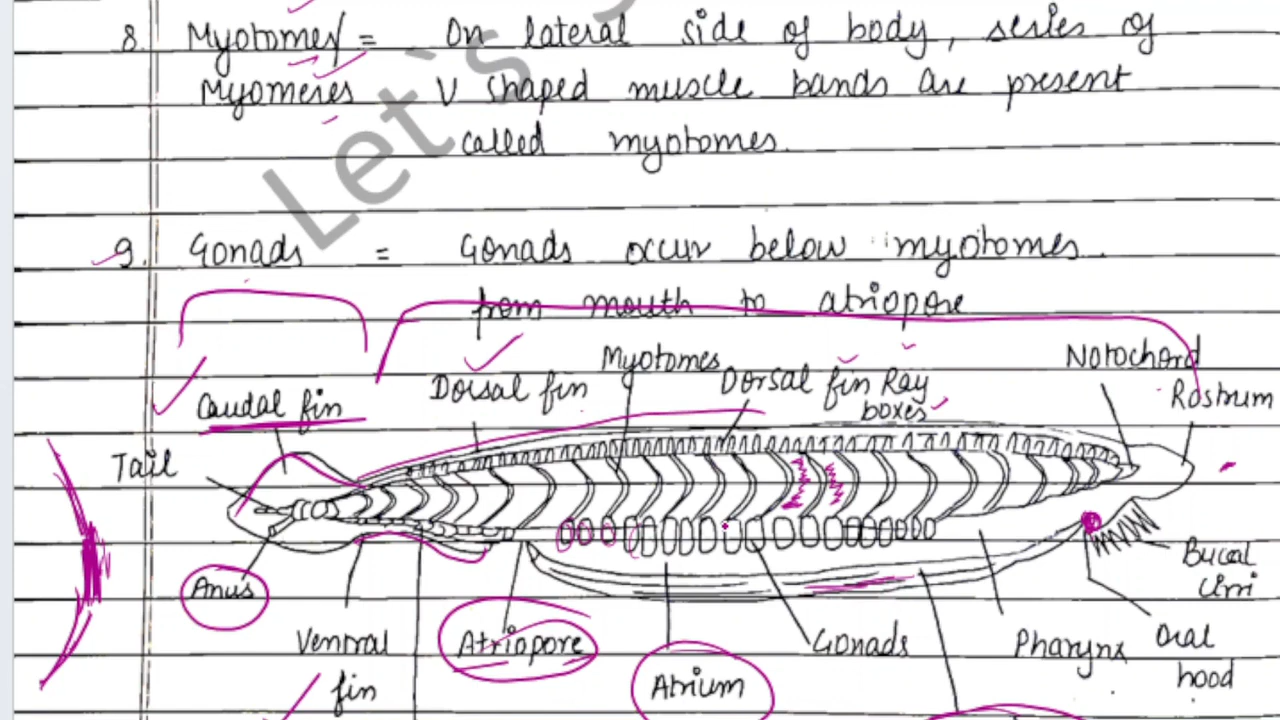 8. Myotomes/ = On lateral side of body, series of
Myomeres V shaped muscle bands are present
called myotomes.
Let's
9. Gonads = Gonads occur below myotomes.
from mouth to atriopore
Myotomes
Notochord
Dorsal fin
Dorsal fin Ray
boxes
Rostrum
Caudal fin
Tail
Anus
Bucal
Cirri
Ventral
fin
Atriopore
Gonads
Pharynx
Oral
hood
Atrium